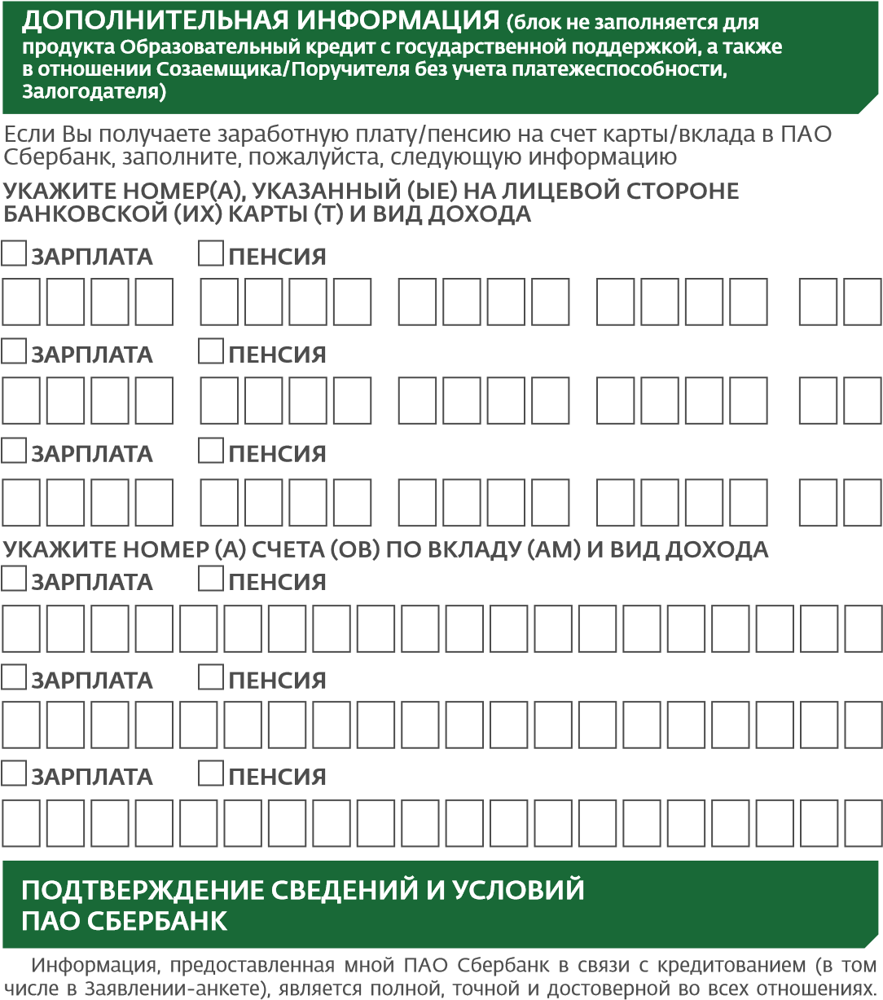 ДОПОЛНИТЕЛЬНАЯ ИНФОРМАЦИЯ (блок не заполняется для
продукта Образовательный кредит с государственной поддержкой, а также
в отношении Созаемщика/Поручителя без учета платежеспособности,
Залогодателя)
Если Вы получаете заработную плату/пенсию на счет карты/вклада в ПАО
Сбербанк, заполните, пожалуйста, следующую информацию
УКАЖИТЕ НОМЕР(А), УКАЗАННЫЙ (ЫЕ) НА ЛИЦЕВОЙ СТОРОНЕ
БАНКОВСКОЙ (ИХ) КАРТЫ (Т) И ВИД ДОХОДА
ЗАРПЛАТА ПЕНСИЯ
ЗАРПЛАТА ПЕНСИЯ
ЗАРПЛАТА ПЕНСИЯ
УКАЖИТЕ НОМЕР (А) СЧЕТА (ОВ) ПО ВКЛАДУ (АМ) И ВИД ДОХОДА
ЗАРПЛАТА ПЕНСИЯ
ЗАРПЛАТА ПЕНСИЯ
ЗАРПЛАТА ПЕНСИЯ
ПОДТВЕРЖДЕНИЕ СВЕДЕНИЙ И УСЛОВИЙ
ПАО СБЕРБАНК
Информация, предоставленная мной ПАО Сбербанк в связи с кредитованием (в том
числе в Заявлении-анкете), является полной, точной и достоверной во всех отношениях.